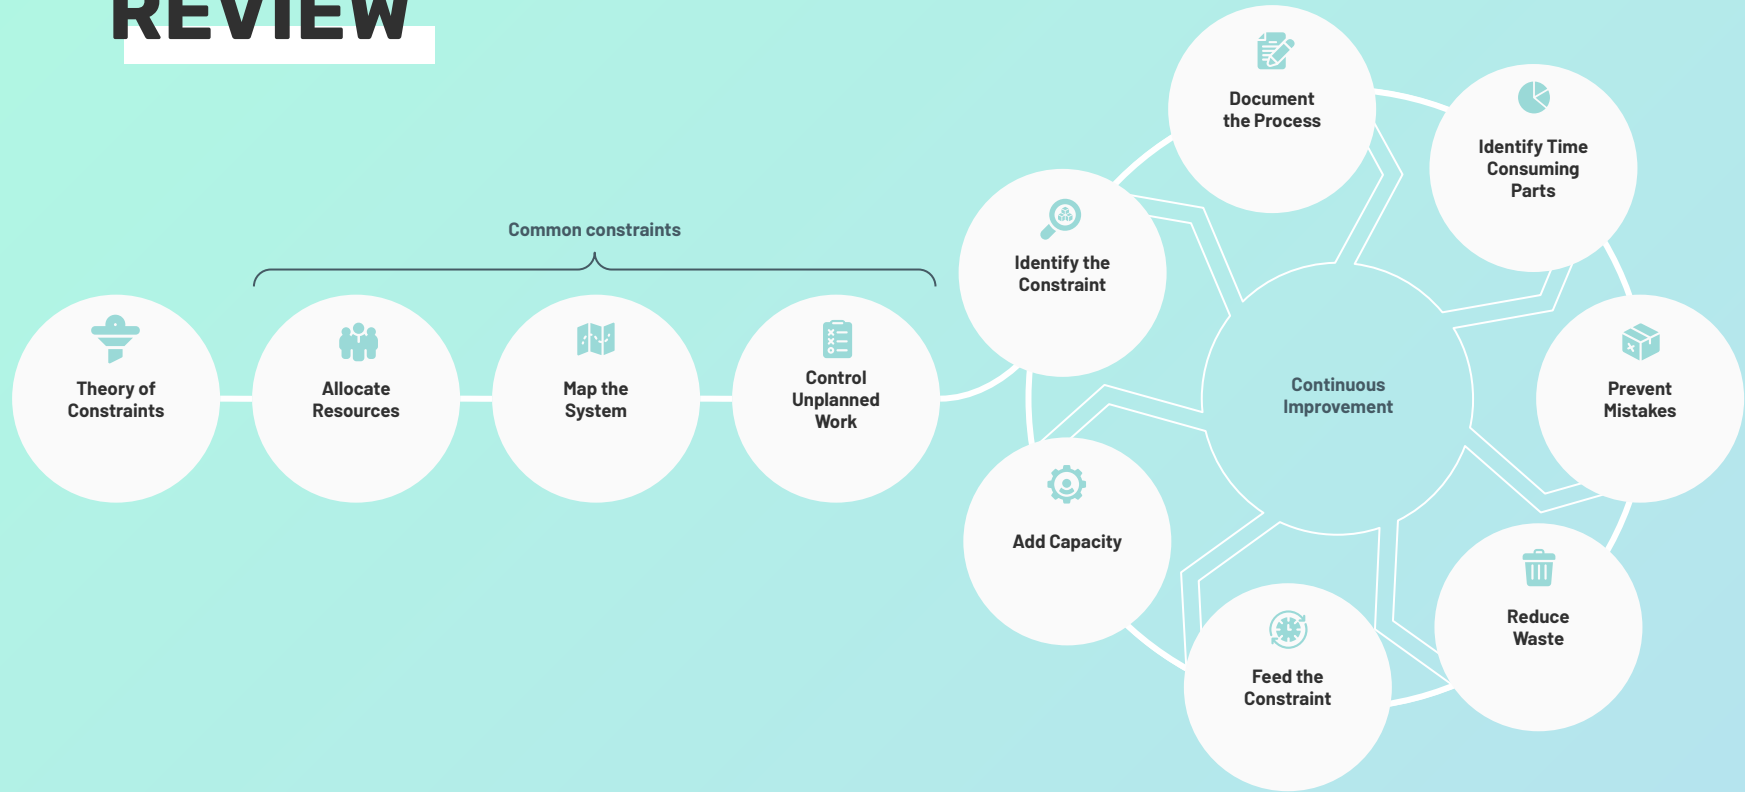 REVIEW
Common constraints
Theory of
Constraints
Allocate
Resources
Map the
System
Control
Unplanned
Work
Identify the
Constraint
Document
the Process
Identify Time
Consuming
Parts
Prevent
Mistakes
Reduce
Waste
Feed the
Constraint
Add Capacity
Continuous
Improvement